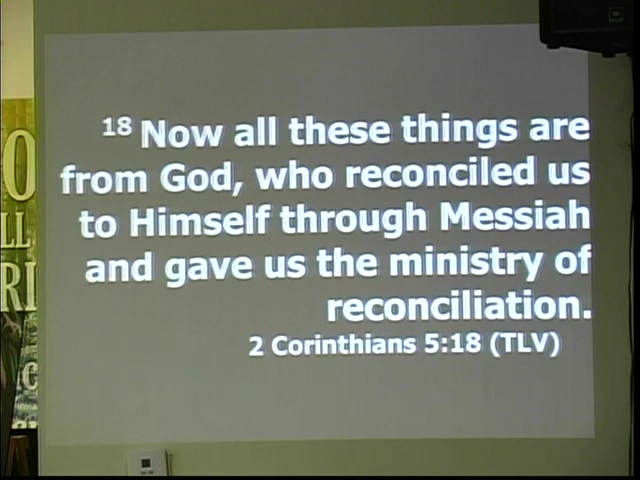 18 Now all these things are
from God, who reconciled us
to Himself through Messiah
and gave us the ministry of
reconciliation.
2 Corinthians 5:18 (TLV)